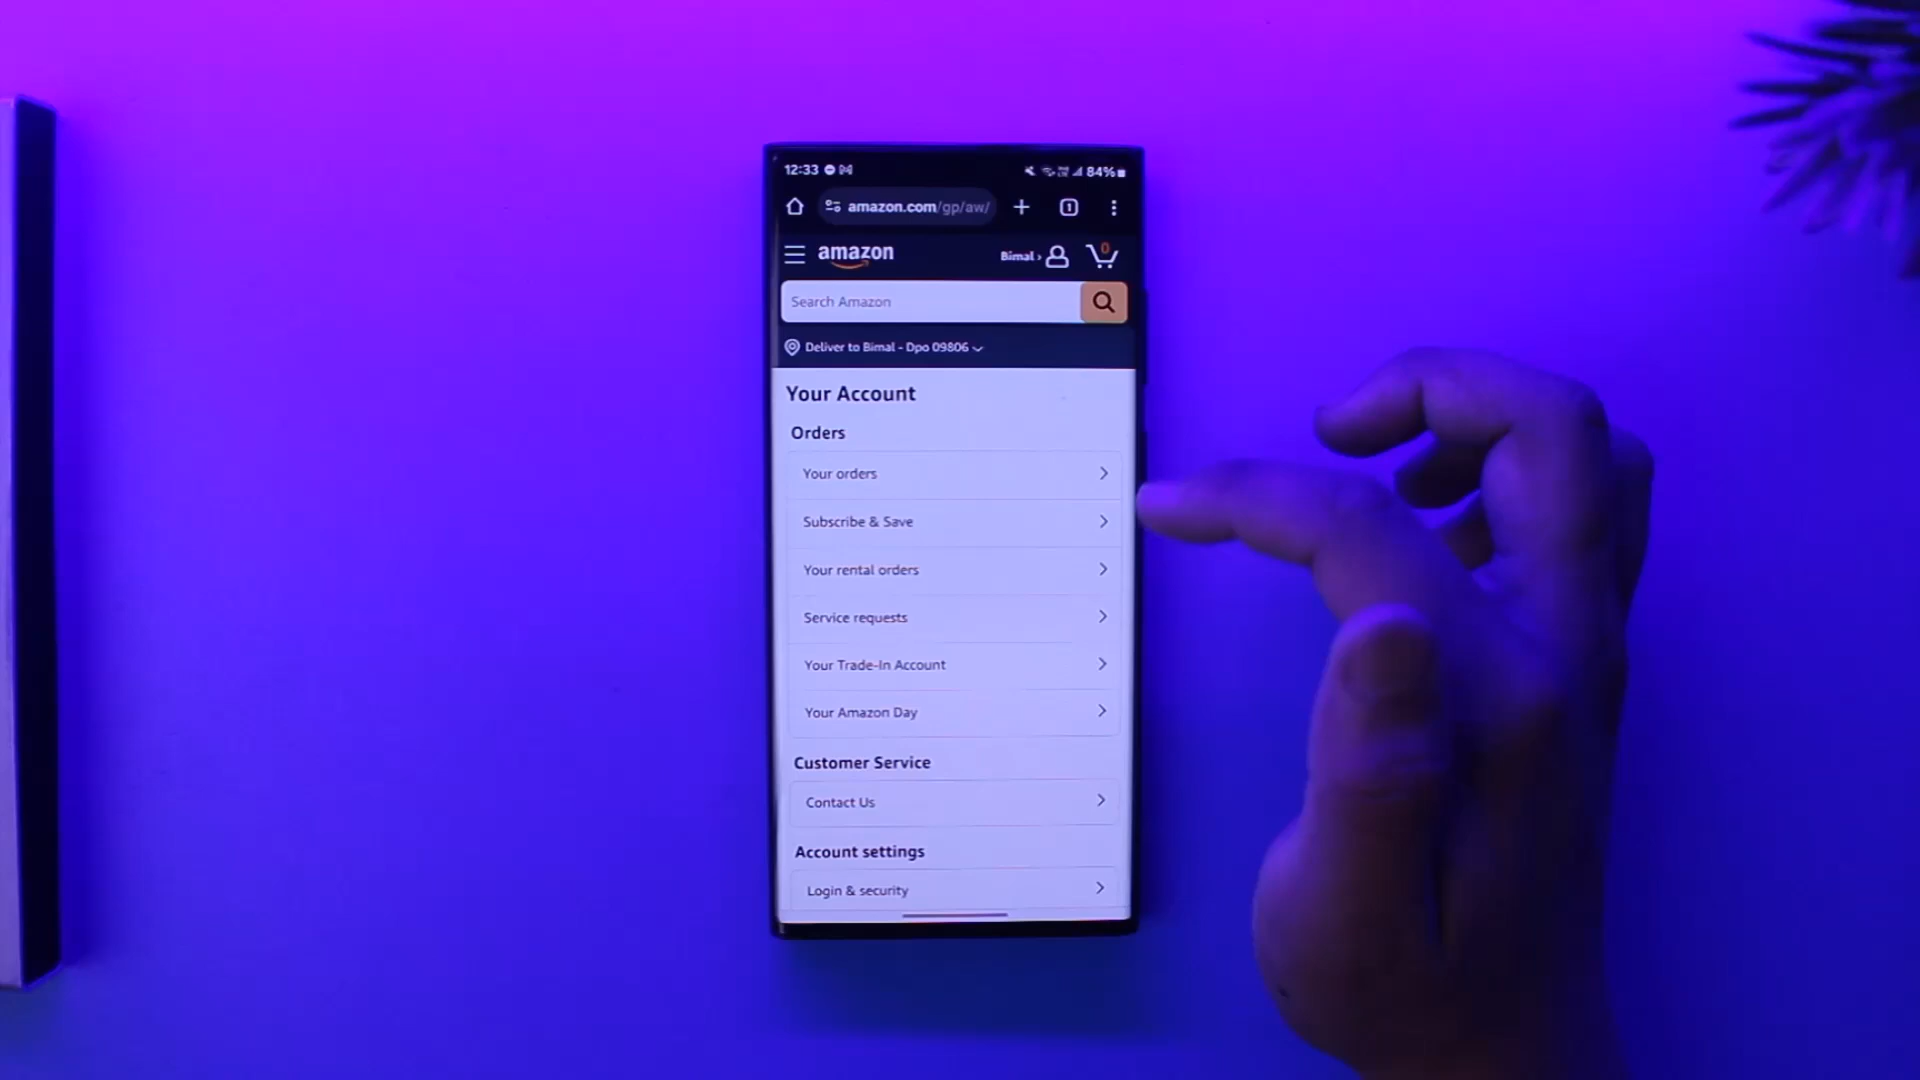 12:33 84%
amazon.com/gp/aw/ 1
amazon Bimal › 0
Search Amazon
Deliver to Bimal - Dpo 09806
Your Account
Orders
Your orders
Subscribe & Save
Your rental orders
Service requests
Your Trade-In Account
Your Amazon Day
Customer Service
Contact Us
Account settings
Login & security